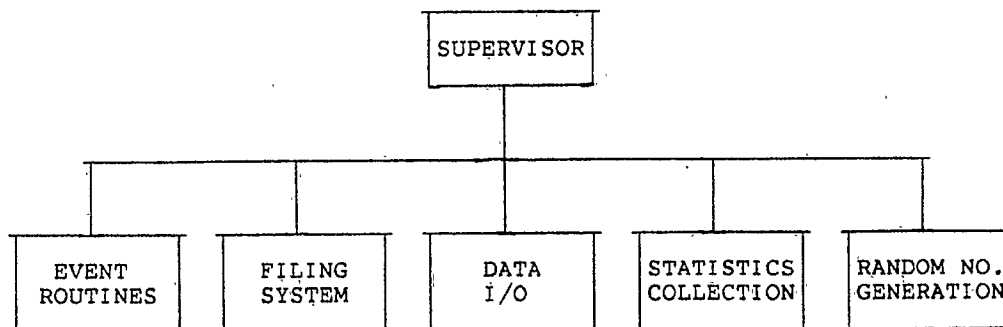 SUPERVISOR
EVENT
ROUTINES
FILING
SYSTEM
DATA
I/O
STATISTICS
COLLECTION
RANDOM NO.
GENERATION